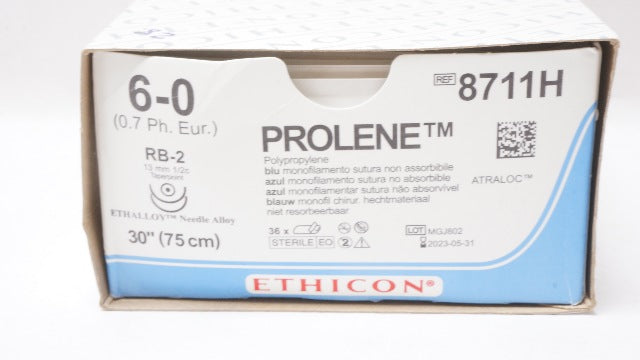 6-0
(0.7 Ph. Eur.)
RB-2
13 mm 1/2c
Taperpoint
ETHALLOY™ Needle Alloy
30" (75 cm)
PROLENE™
Polypropylene
blu monofilamento sutura non assorbibile
azul monofilamento sutura no absorbible
azul monofilamentar sutura não absorvível
blauw monofil chirur. hechtmateriaal
niet resorbeerbaar
36 x
STERILE EO
REF 8711H
ATRALOC™
LOT MGJ802
2023-05-31
ETHICON®